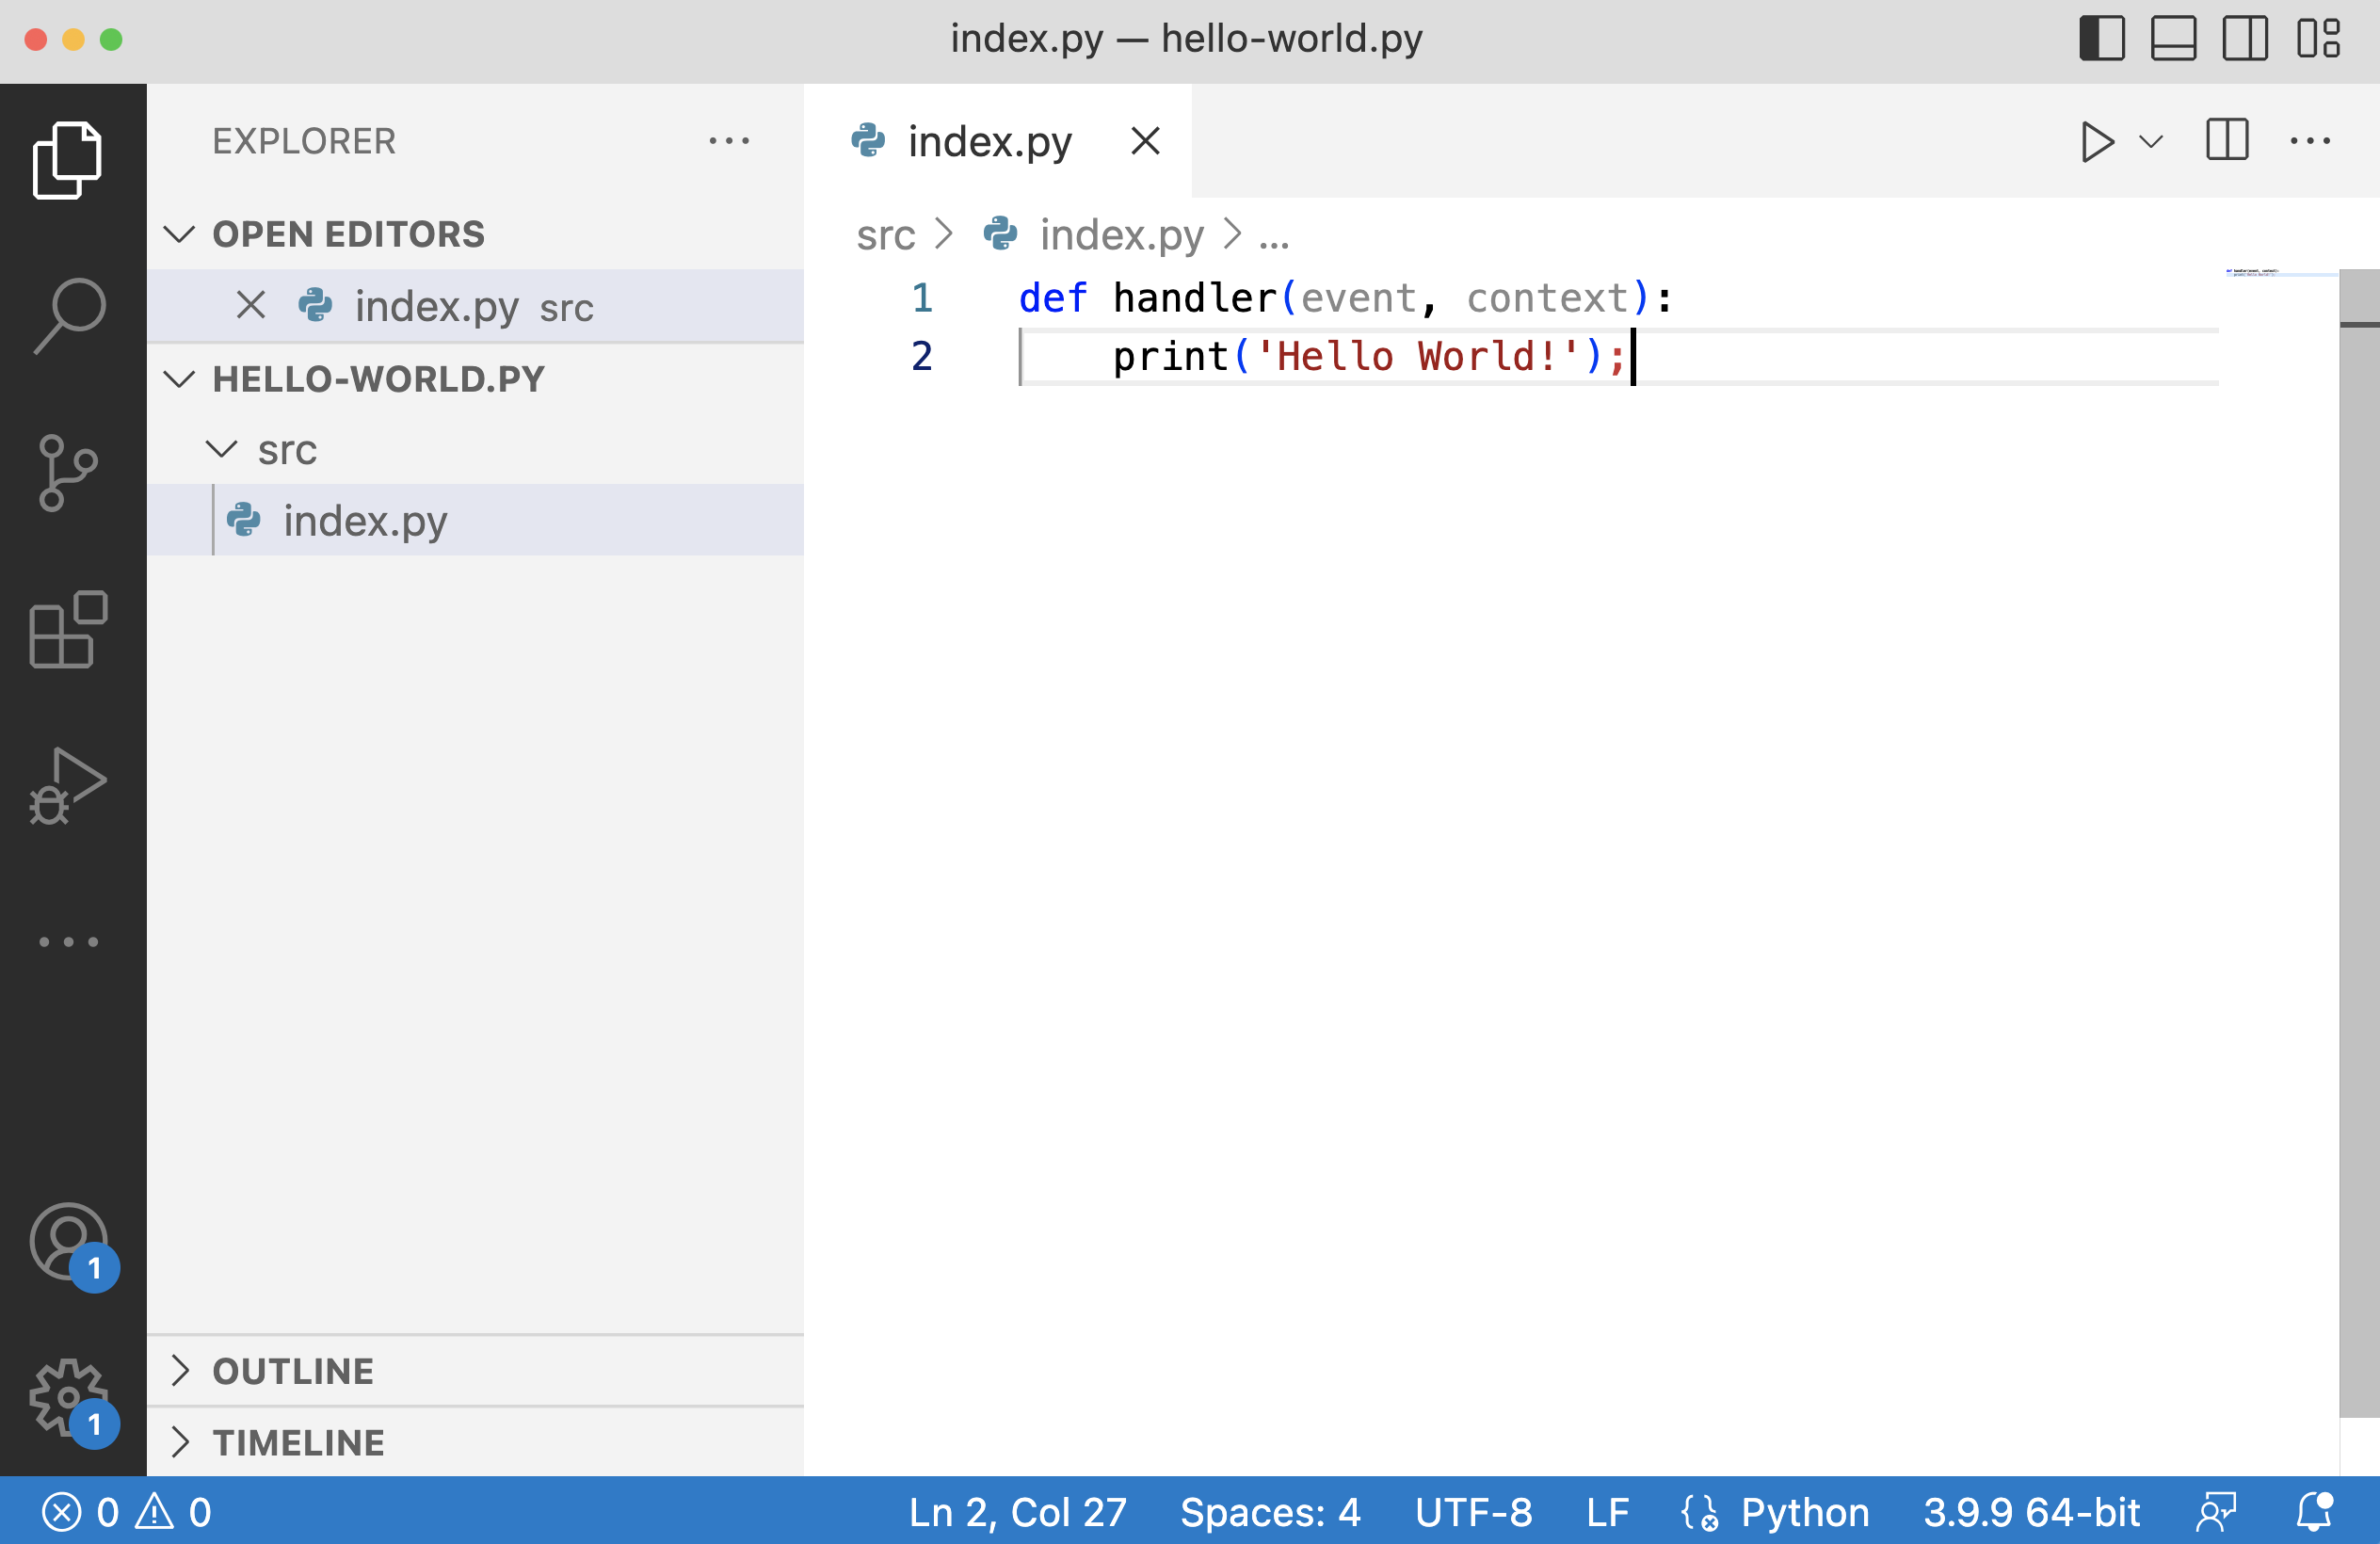 index.py — hello-world.py
EXPLORER
OPEN EDITORS
index.py src
HELLO-WORLD.PY
src
index.py
OUTLINE
TIMELINE
index.py
src > index.py > ...
1 def handler(event, context):
2 print('Hello World!');
1
1
0 0
Ln 2, Col 27 Spaces: 4 UTF-8 LF Python 3.9.9 64-bit